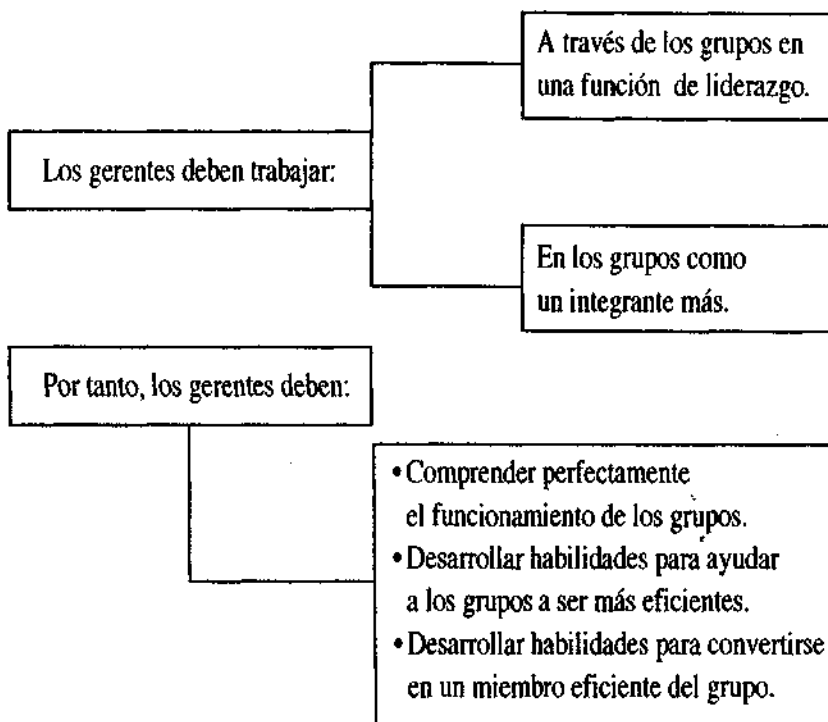 A través de los grupos en
una función de liderazgo.
Los gerentes deben trabajar:
En los grupos como
un integrante más.
Por tanto, los gerentes deben:
• Comprender perfectamente
el funcionamiento de los grupos.
• Desarrollar habilidades para ayudar
a los grupos a ser más eficientes.
• Desarrollar habilidades para convertirse
en un miembro eficiente del grupo.